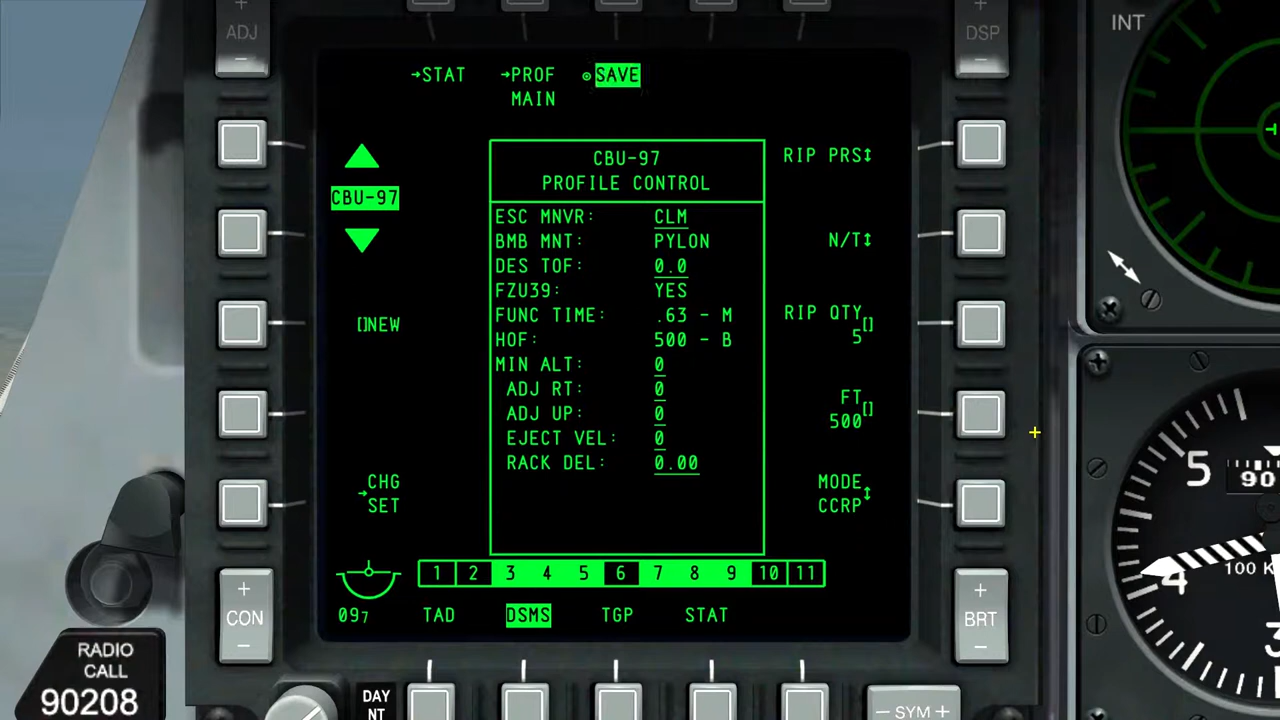 ADJ
DSP
INT
→STAT
→PROF
MAIN
SAVE
CBU-97
PROFILE CONTROL
CBU-97
ESC MNVR: CLM
BMB MNT: PYLON
DES TOF: 0.0
FZU39: YES
FUNC TIME: .63 - M
HOF: 500 - B
MIN ALT: 0
ADJ RT: 0
ADJ UP: 0
EJECT VEL: 0
RACK DEL: 0.00
[]NEW
→CHG
SET
RIP PRS↕
N/T↕
RIP QTY[]
5
FT[]
500
MODE↕
CCRP
1 2 3 4 5 6 7 8 9 10 11
097
TAD
DSMS
TGP
STAT
+
CON
-
+
BRT
-
RADIO
CALL
90208
DAY
NT
- SYM +
5
90
4
100 K
3